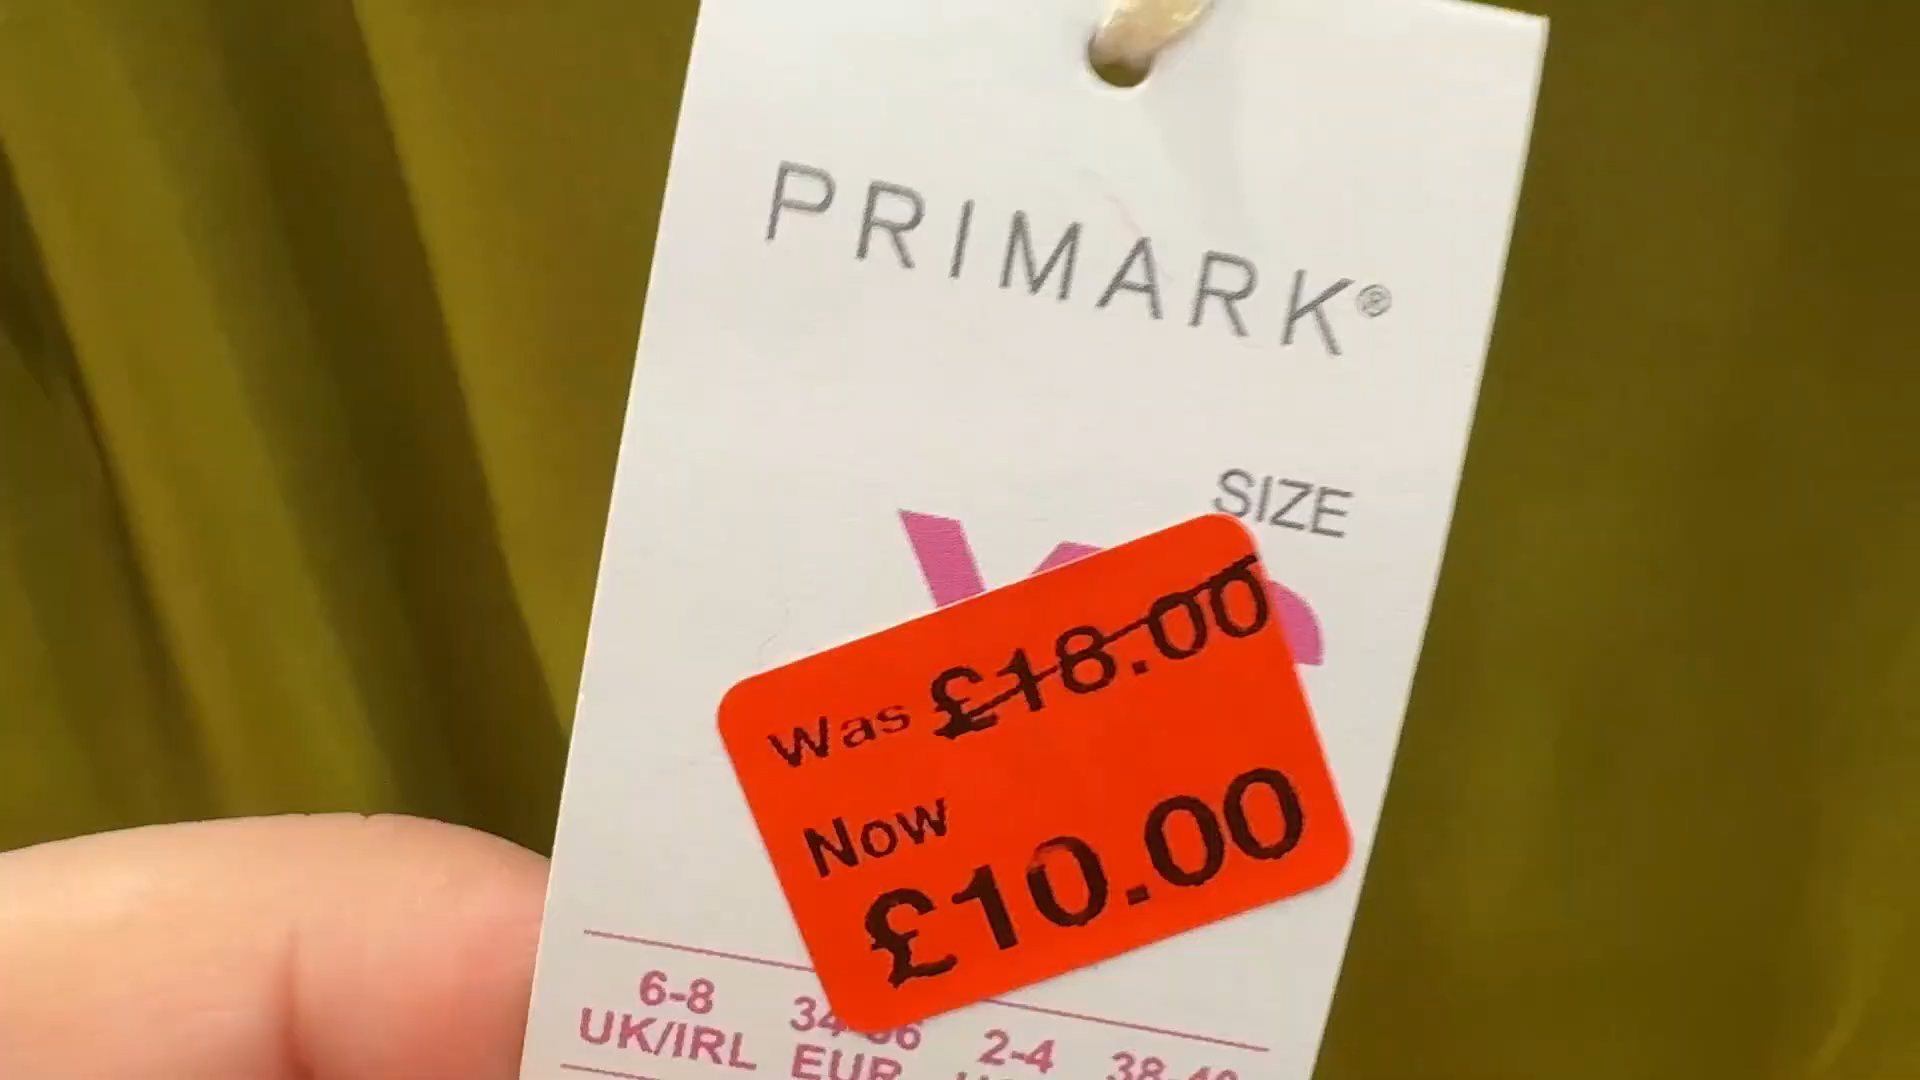 PRIMARK®
SIZE
Was £18.00
Now
£10.00
6-8
UK/IRL
EUR
2-4